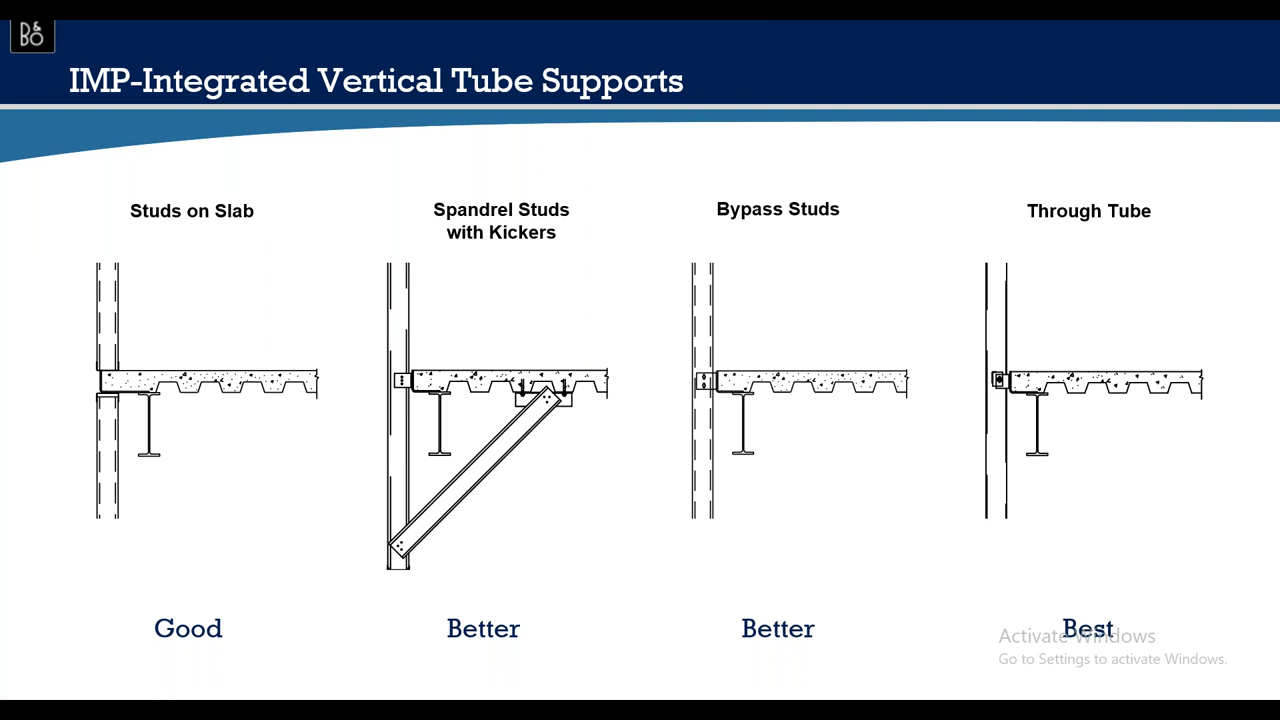 B&O
IMP-Integrated Vertical Tube Supports
Studs on Slab
Spandrel Studs
with Kickers
Bypass Studs
Through Tube
Good
Better
Better
Best
Activate Windows
Go to Settings to activate Windows.